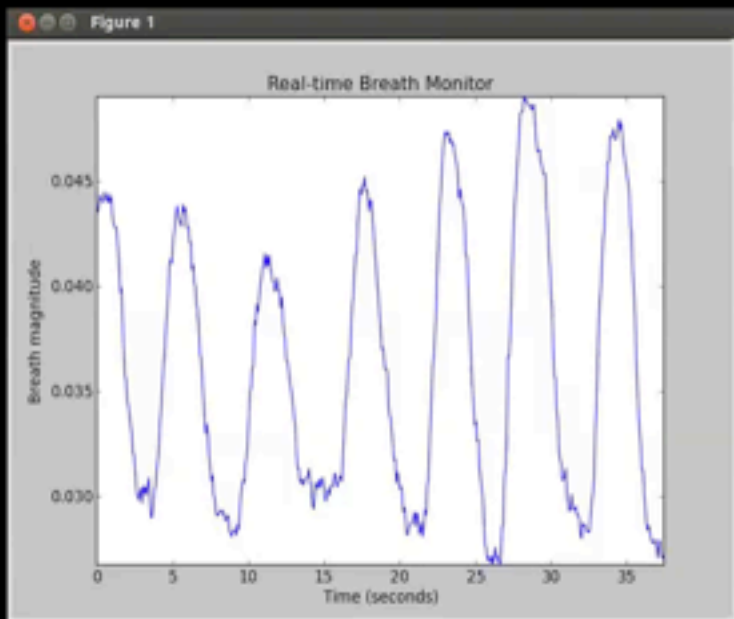 Figure 1
Real-time Breath Monitor
0.045
0.040
0.035
0.030
Breath magnitude
0 5 10 15 20 25 30 35
Time (seconds)